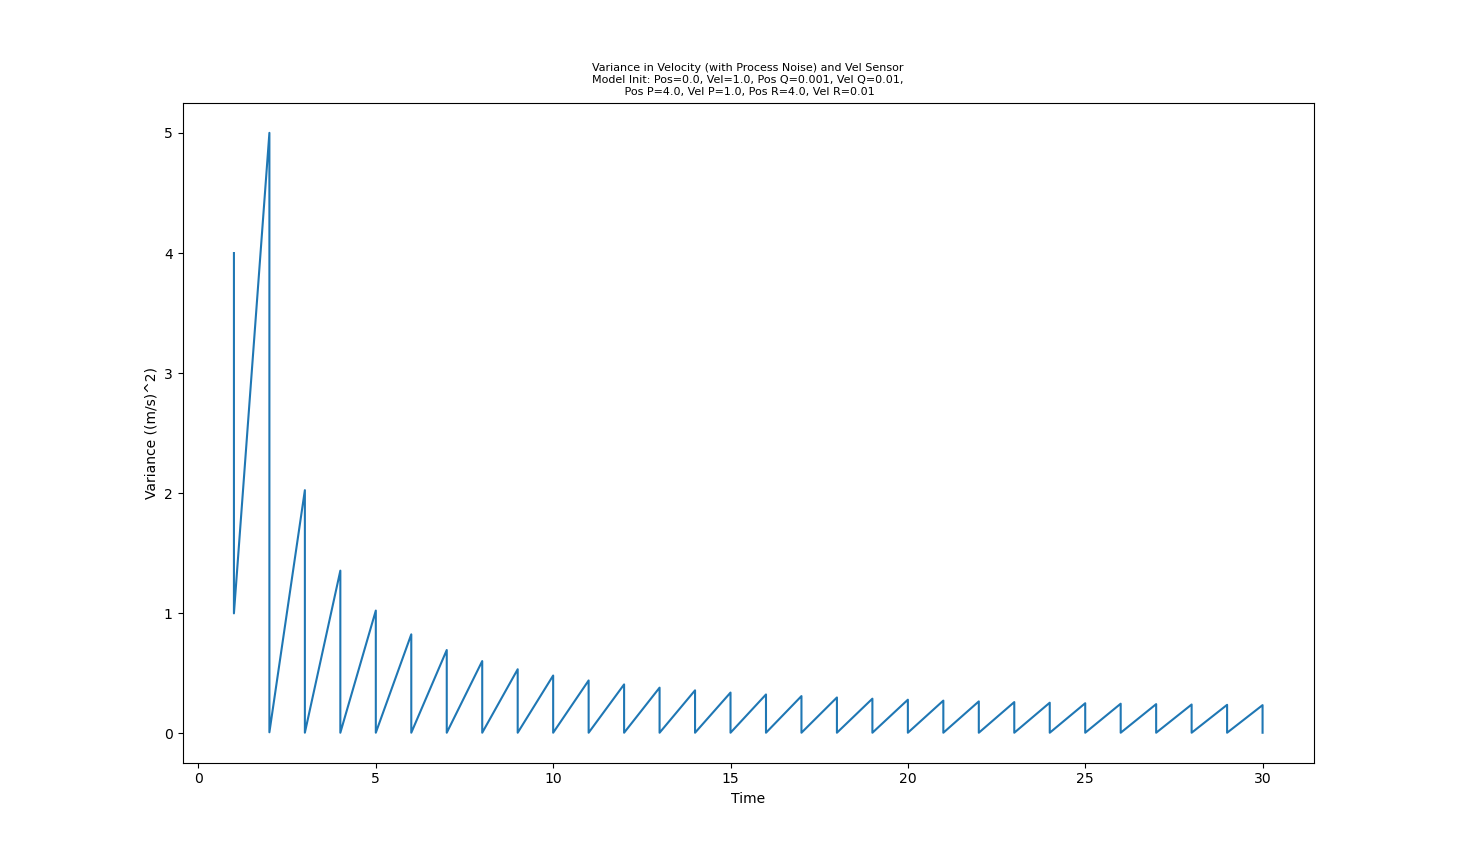 Variance in Velocity (with Process Noise) and Vel Sensor
Model Init: Pos=0.0, Vel=1.0, Pos Q=0.001, Vel Q=0.01,
Pos P=4.0, Vel P=1.0, Pos R=4.0, Vel R=0.01
Variance ((m/s)^2)
5
4
3
2
1
0
0 5 10 15 20 25 30
Time